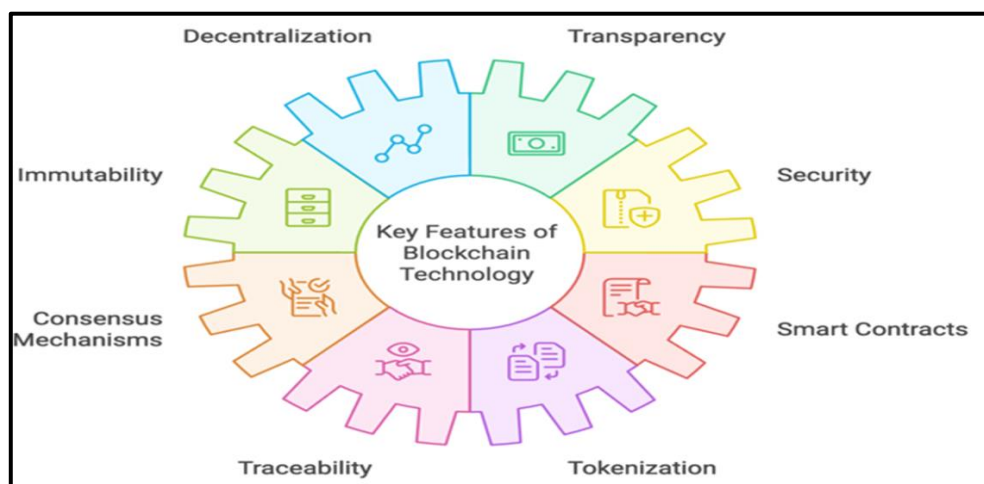 Decentralization
Transparency
Immutability
Security
Key Features of
Blockchain
Technology
Consensus
Mechanisms
Smart Contracts
Traceability
Tokenization